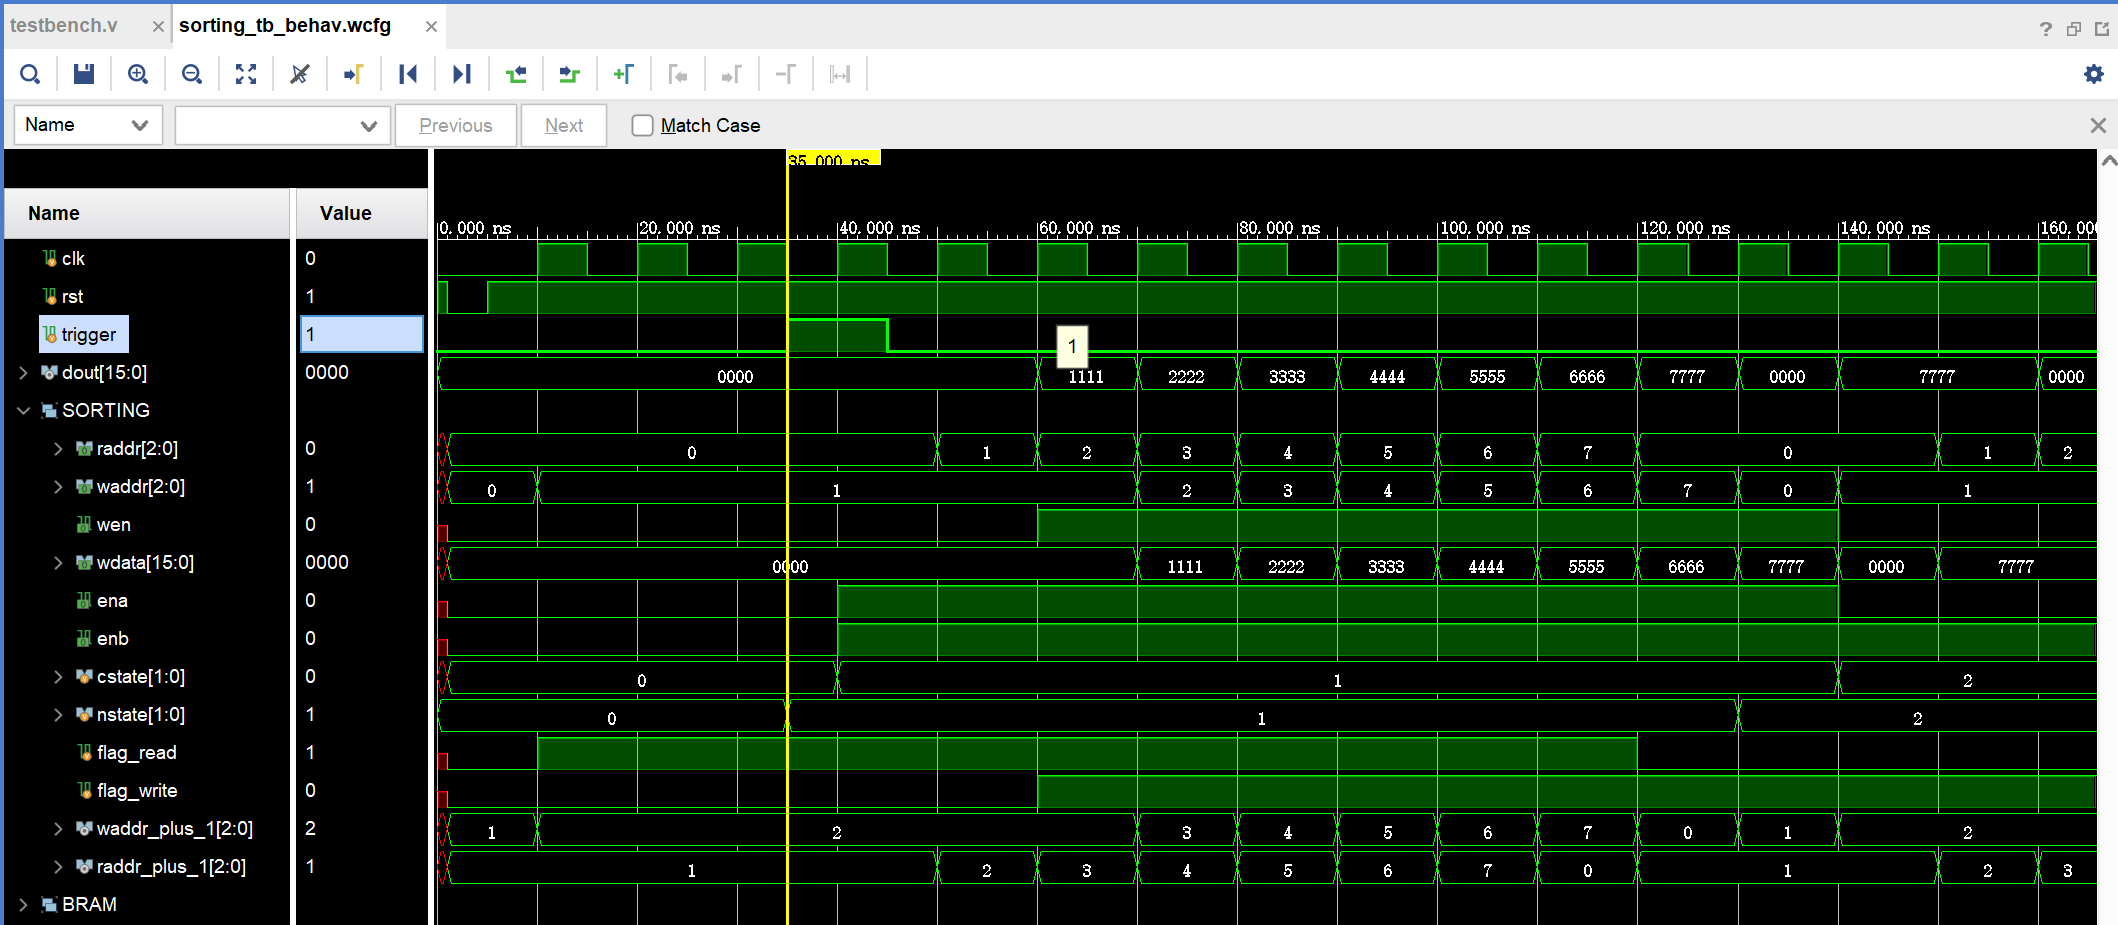 testbench.v × sorting_tb_behav.wcfg ×
Name Previous Next Match Case
35.000 ns
Name Value
0.000 ns 20.000 ns 40.000 ns 60.000 ns 80.000 ns 100.000 ns 120.000 ns 140.000 ns 160.00
clk 0
rst 1
trigger 1 1
dout[15:0] 0000 0000 1111 2222 3333 4444 5555 6666 7777 0000 7777 0000
SORTING
raddr[2:0] 0 0 1 2 3 4 5 6 7 0 1 2
waddr[2:0] 1 0 1 2 3 4 5 6 7 0 1
wen 0
wdata[15:0] 0000 0000 1111 2222 3333 4444 5555 6666 7777 0000 7777
ena 0
enb 0
cstate[1:0] 0 0 1 2
nstate[1:0] 1 0 1 2
flag_read 1
flag_write 0
waddr_plus_1[2:0] 2 1 2 3 4 5 6 7 0 1 2
raddr_plus_1[2:0] 1 1 2 3 4 5 6 7 0 1 2 3
BRAM